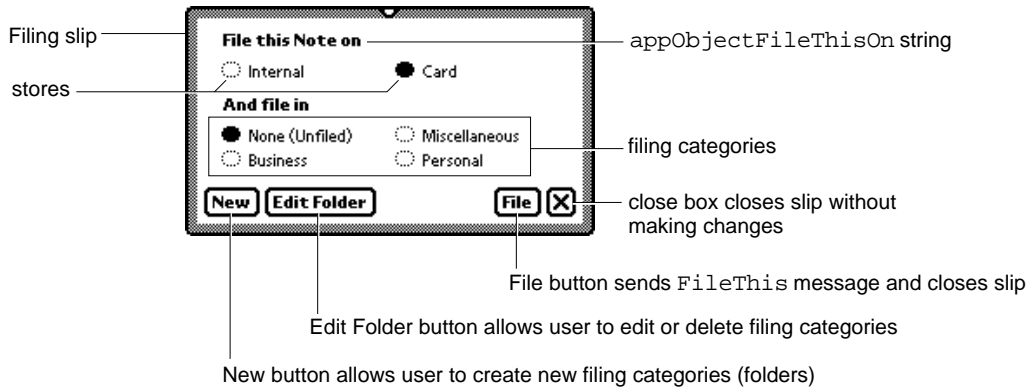 Filing slip
File this Note on
appObjectFileThisOn string
Internal
Card
stores
And file in
None (Unfiled)
Miscellaneous
Business
Personal
filing categories
New
Edit Folder
File
X
close box closes slip without
making changes
File button sends FileThis message and closes slip
Edit Folder button allows user to edit or delete filing categories
New button allows user to create new filing categories (folders)